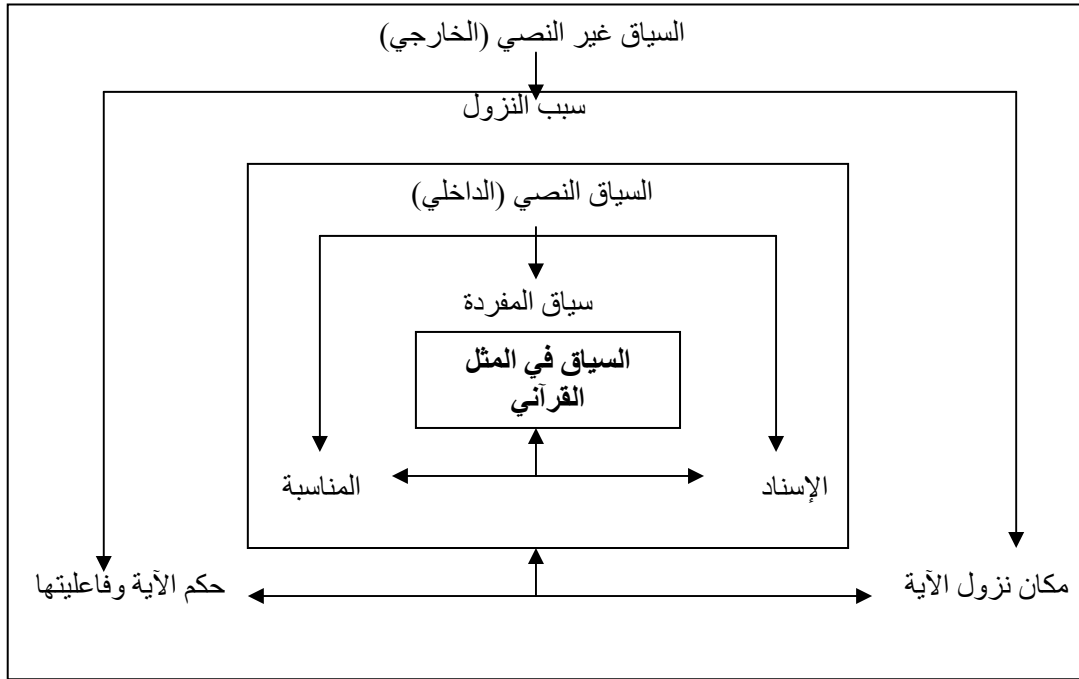 السياق غير النصي (الخارجي)
سبب النزول
السياق النصي (الداخلي)
سياق المفردة
السياق في المثل
القرآني
الإسناد
المناسبة
مكان نزول الآية
حكم الآية وفاعليتها